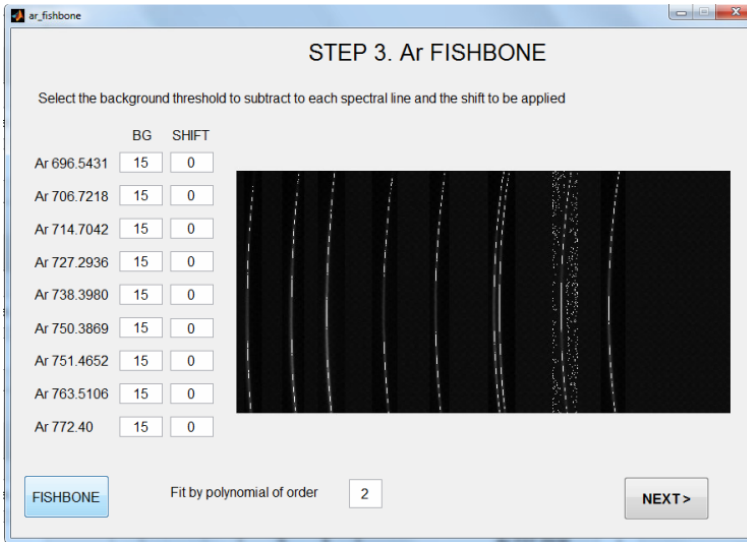 ar_fishbone
STEP 3. Ar FISHBONE
Select the background threshold to subtract to each spectral line and the shift to be applied
BG SHIFT
Ar 696.5431 15 0
Ar 706.7218 15 0
Ar 714.7042 15 0
Ar 727.2936 15 0
Ar 738.3980 15 0
Ar 750.3869 15 0
Ar 751.4652 15 0
Ar 763.5106 15 0
Ar 772.40 15 0
FISHBONE Fit by polynomial of order 2 NEXT >